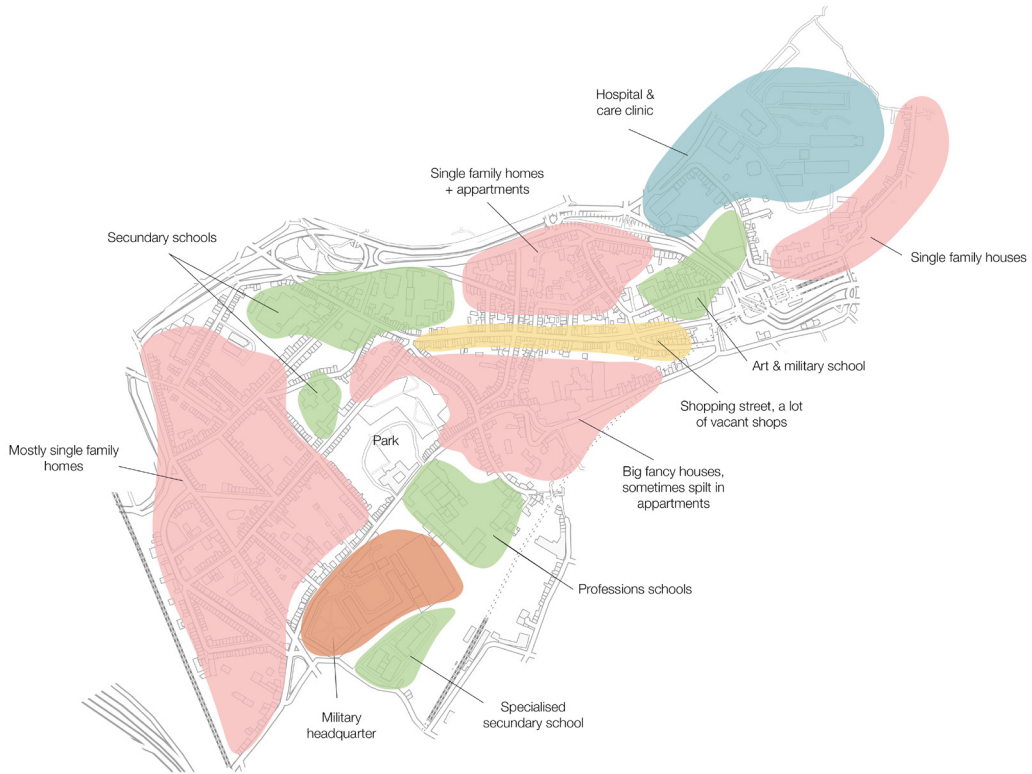 Hospital &
care clinic
Single family homes
+ appartments
Secundary schools
Single family houses
Art & military school
Shopping street, a lot
of vacant shops
Park
Mostly single family
homes
Big fancy houses,
sometimes spilt in
appartments
Professions schools
Specialised
secundary school
Military
headquarter